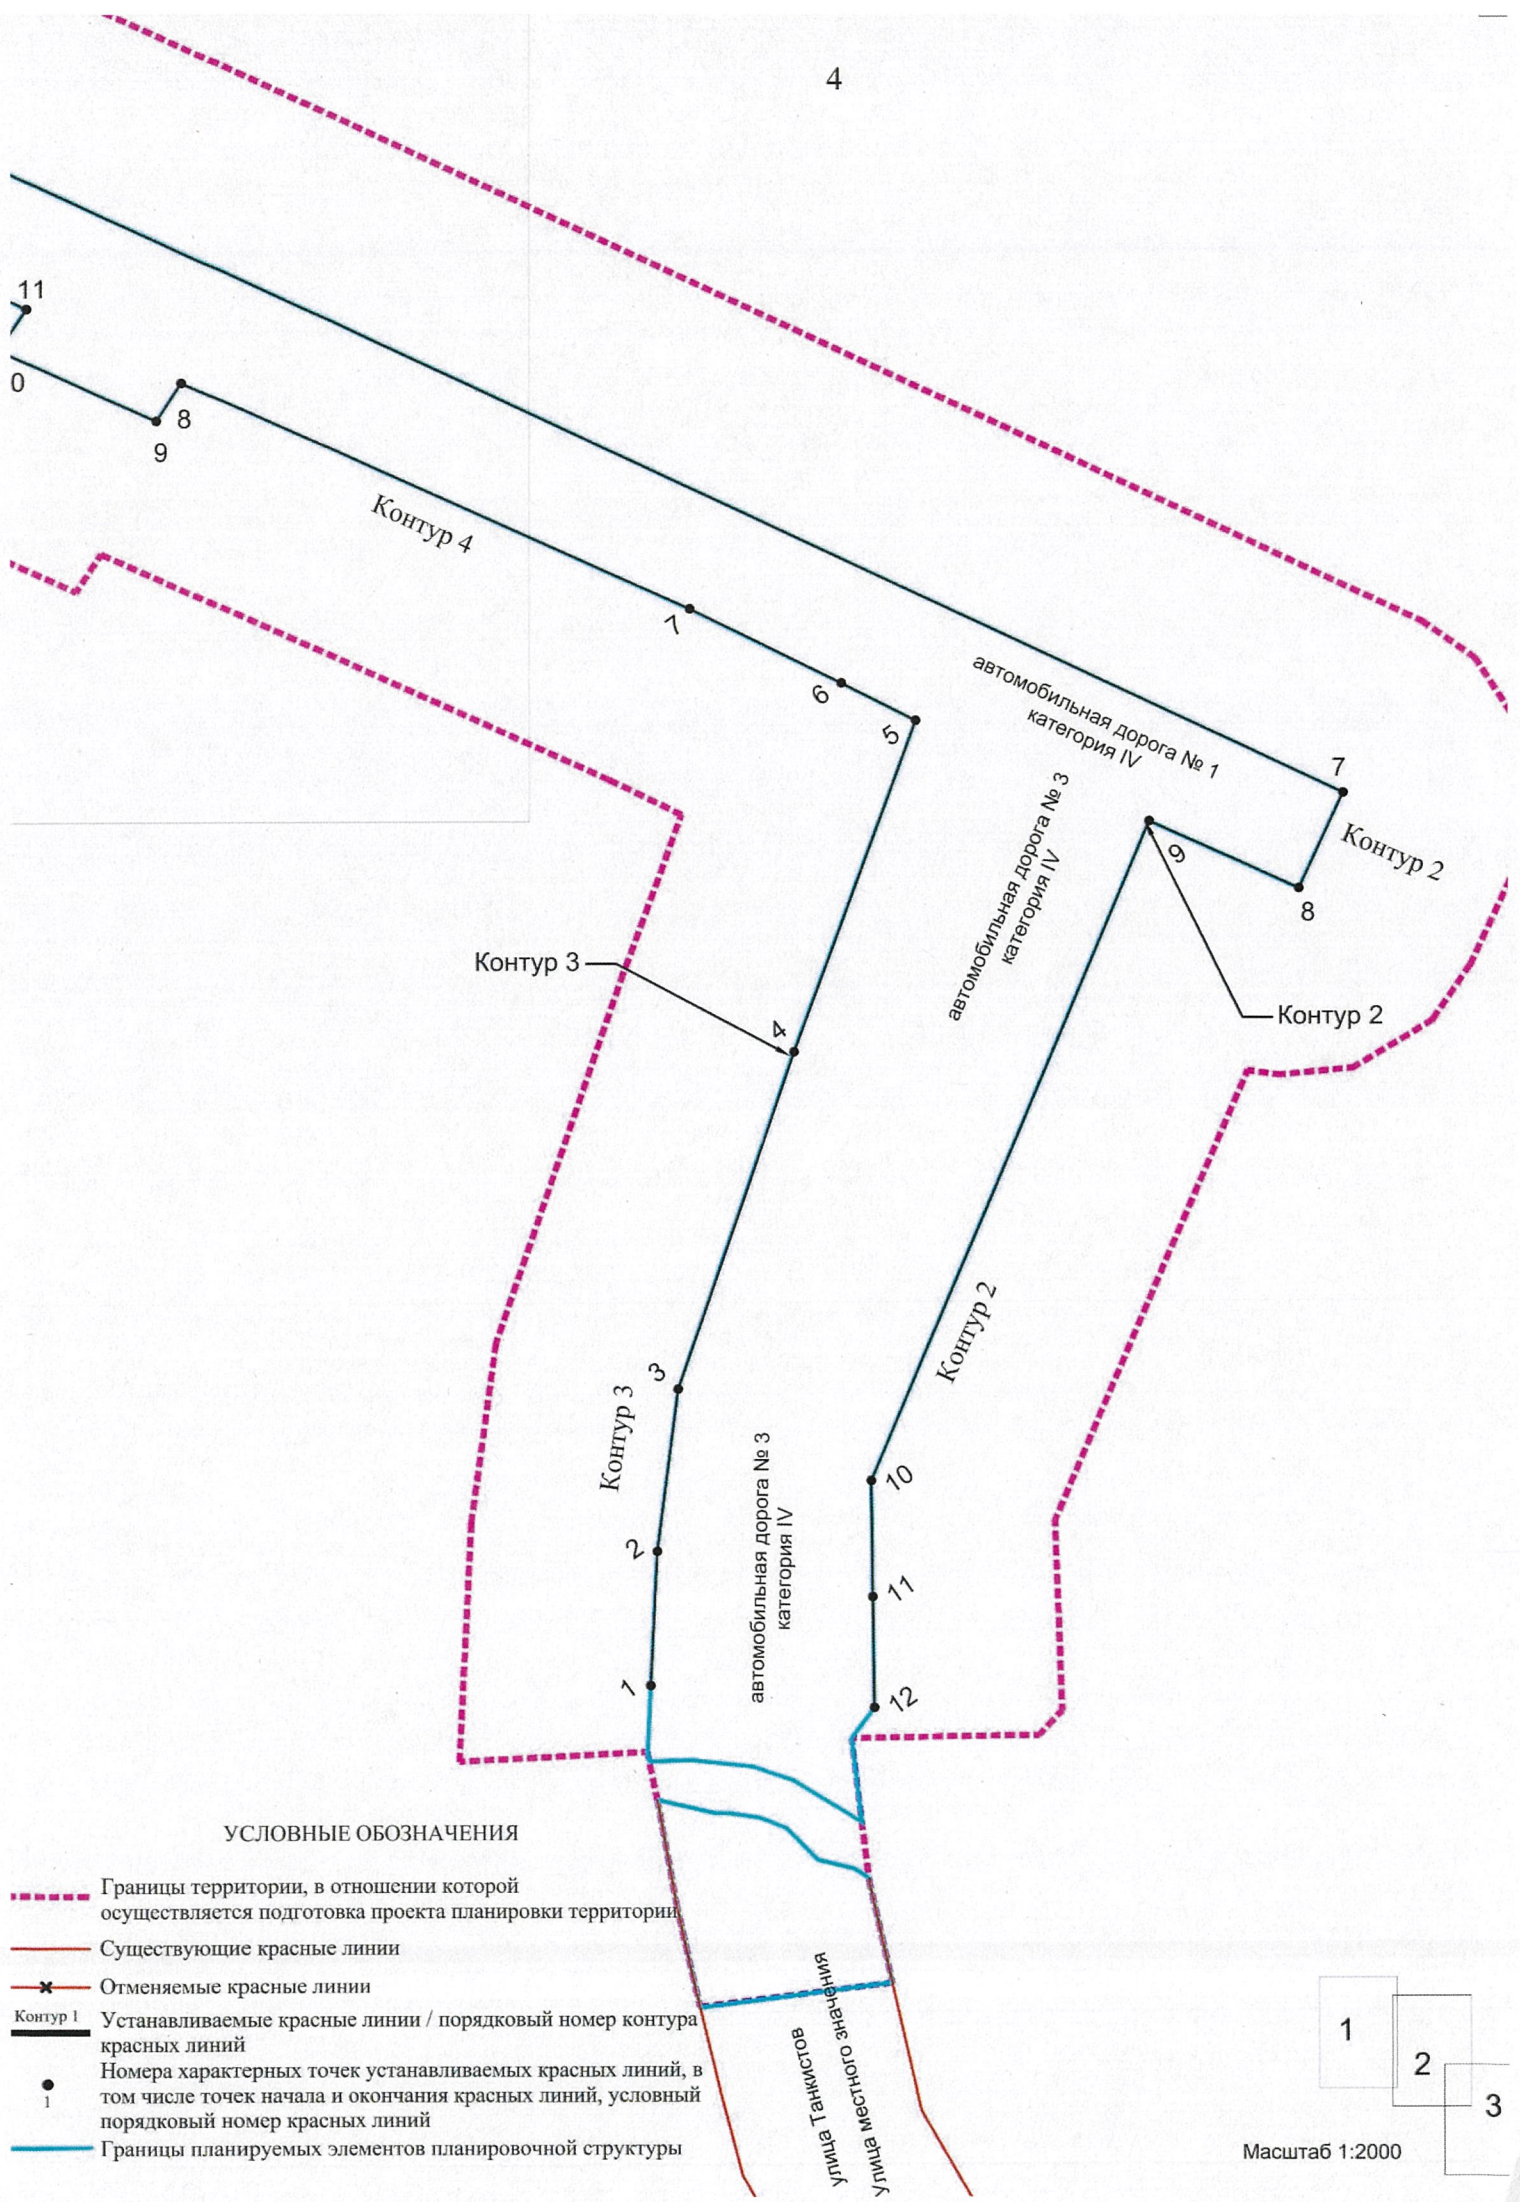 4
11
0
8
9
Контур 4
7
6
5
автомобильная дорога № 1
категория IV
7
автомобильная дорога № 3
категория IV
9
Контур 2
8
Контур 3
4
Контур 2
Контур 2
3
Контур 3
автомобильная дорога № 3
категория IV
10
2
11
1
12
УСЛОВНЫЕ ОБОЗНАЧЕНИЯ
Границы территории, в отношении которой
осуществляется подготовка проекта планировки территории
Существующие красные линии
Отменяемые красные линии
Контур 1
Устанавливаемые красные линии / порядковый номер контура
красных линий
Номера характерных точек устанавливаемых красных линий, в
том числе точек начала и окончания красных линий, условный
порядковый номер красных линий
1
Границы планируемых элементов планировочной структуры
улица Танкистов
Улица местного значения
1
2
3
Масштаб 1:2000